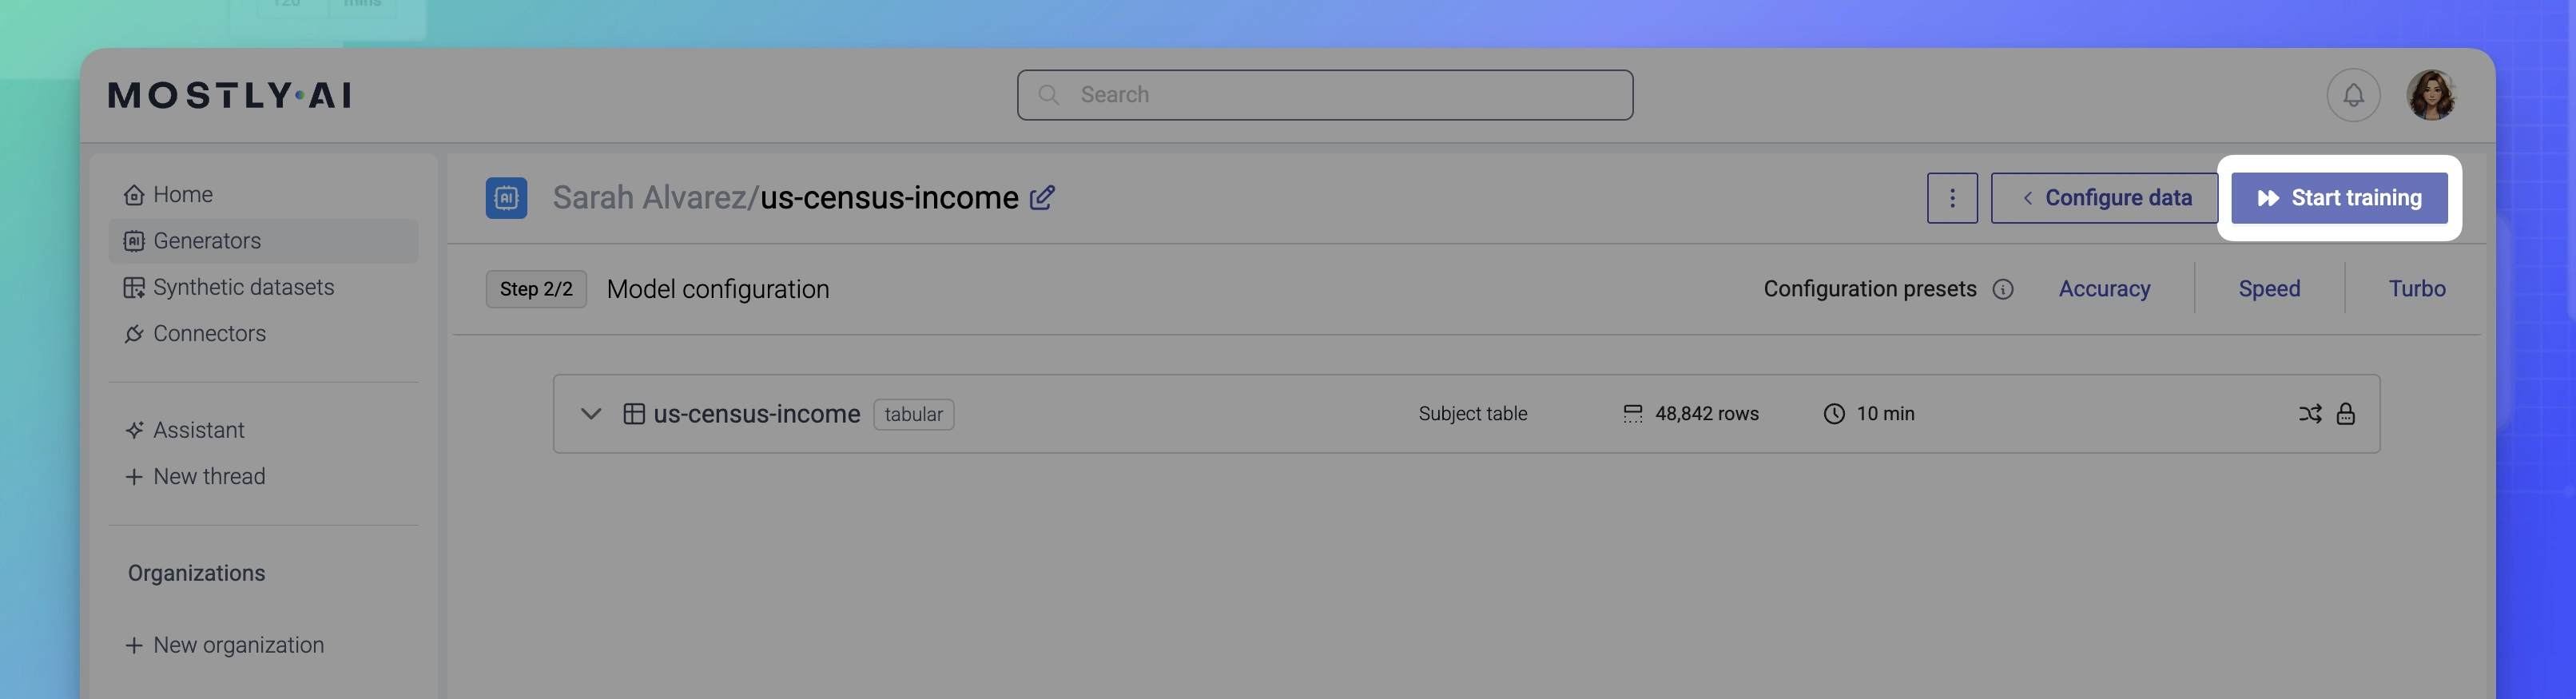 120 mins
MOSTLY·AI
Search
Home
Generators
Synthetic datasets
Connectors
Assistant
New thread
Organizations
New organization
Sarah Alvarez/us-census-income
Configure data
Start training
Step 2/2 Model configuration
Configuration presets Accuracy Speed Turbo
us-census-income tabular Subject table 48,842 rows 10 min